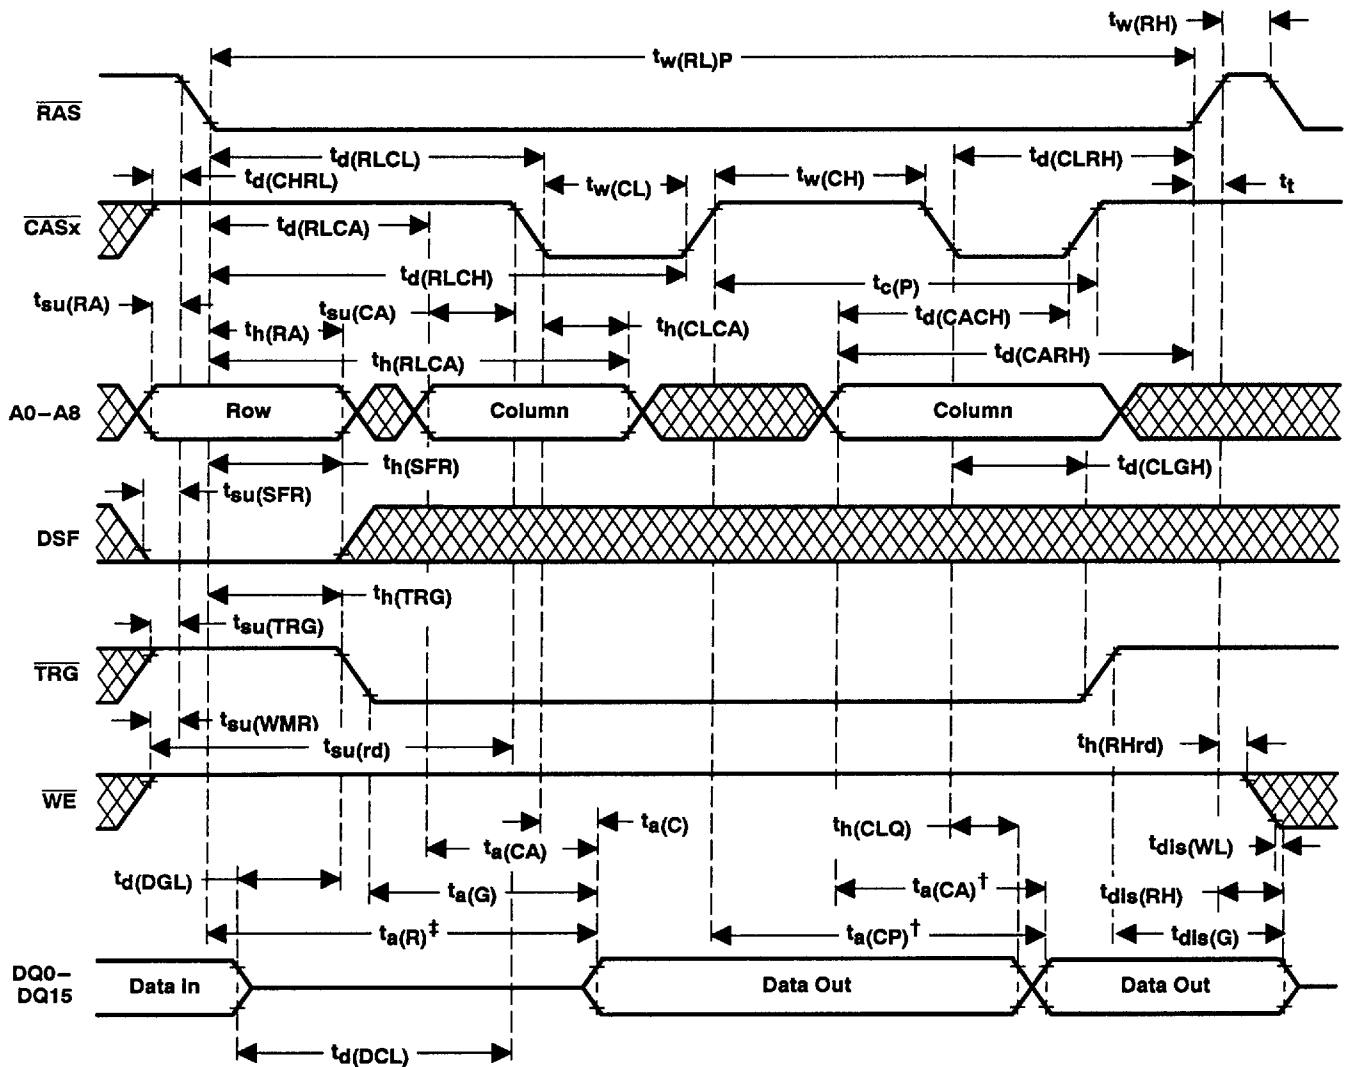 tw(RH)
tw(RL)P
RAS
td(RLCL)
td(CLRH)
td(CHRL)
tw(CL)
tw(CH)
tt
CASx
td(RLCA)
td(RLCH)
tc(P)
tsu(RA)
tsu(CA)
td(CACH)
th(RA)
th(CLCA)
th(RLCA)
td(CARH)
A0–A8
Row
Column
Column
th(SFR)
td(CLGH)
tsu(SFR)
DSF
th(TRG)
tsu(TRG)
TRG
tsu(WMR)
tsu(rd)
th(RHrd)
WE
ta(C)
th(CLQ)
ta(CA)
tdis(WL)
td(DGL)
ta(G)
ta(CA)†
tdis(RH)
ta(R)‡
ta(CP)†
tdis(G)
DQ0–
DQ15
Data In
Data Out
Data Out
td(DCL)